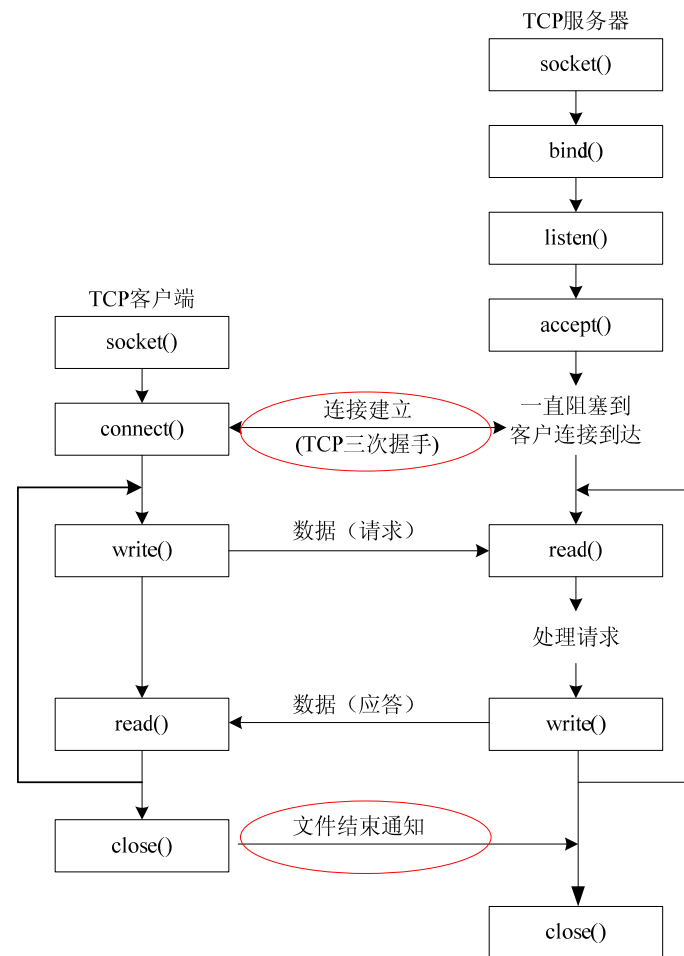 TCP服务器
socket()
bind()
listen()
accept()
一直阻塞到
客户连接到达
TCP客户端
socket()
connect()
连接建立
(TCP三次握手)
write()
数据（请求）
read()
处理请求
read()
数据（应答）
write()
close()
文件结束通知
close()